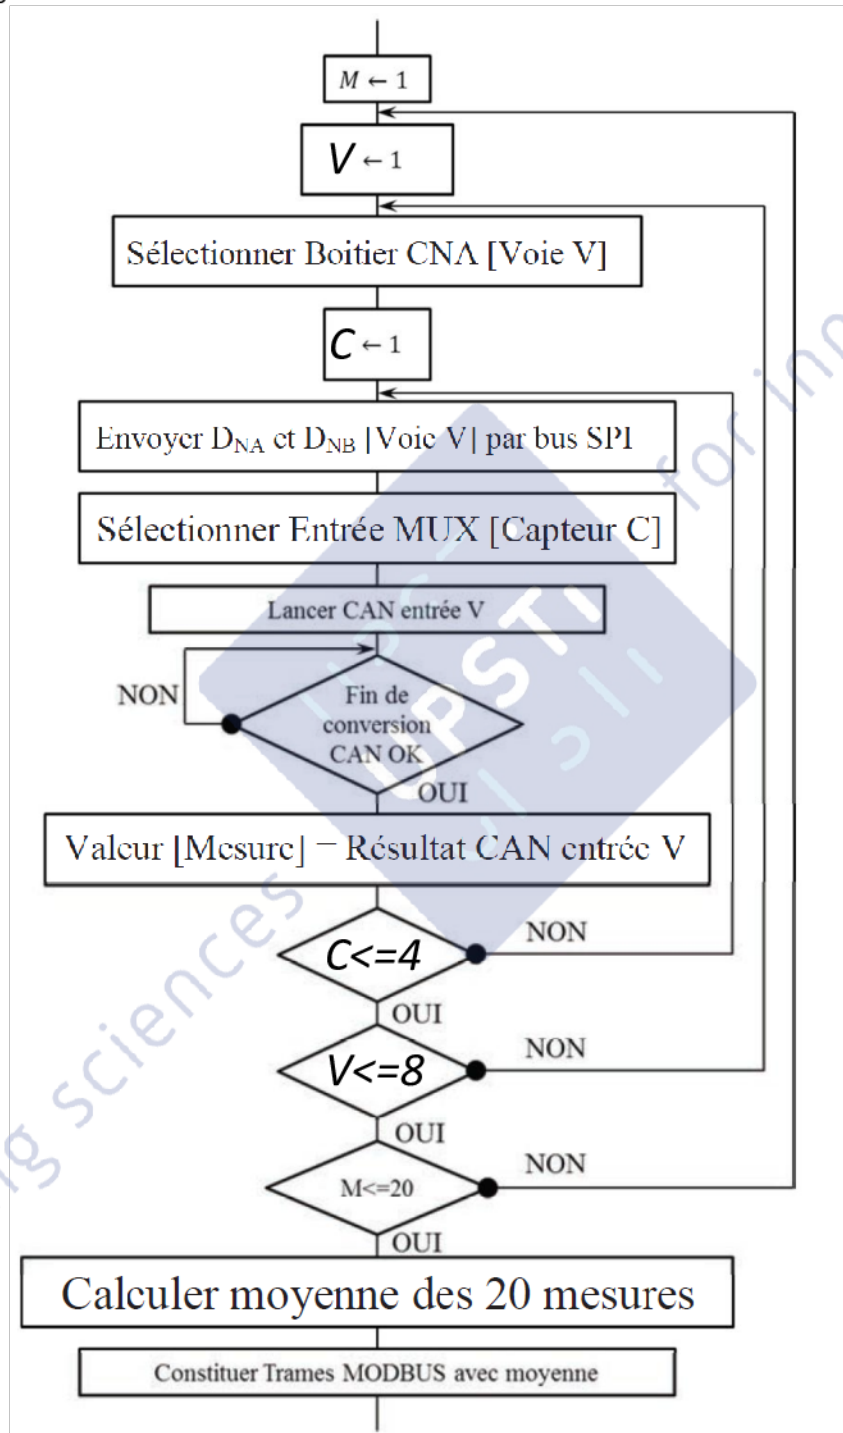 M ← 1
V ← 1
Sélectionner Boitier CNA [Voie V]
C ← 1
Envoyer DNA et DNB [Voie V] par bus SPI
Sélectionner Entrée MUX [Capteur C]
Lancer CAN entrée V
NON
Fin de
conversion
CAN OK
OUI
Valeur [Mesure] = Résultat CAN entrée V
C<=4
NON
OUI
V<=8
NON
OUI
M<=20
NON
OUI
Calculer moyenne des 20 mesures
Constituer Trames MODBUS avec moyenne
UPSTI
ng sciences
for inn